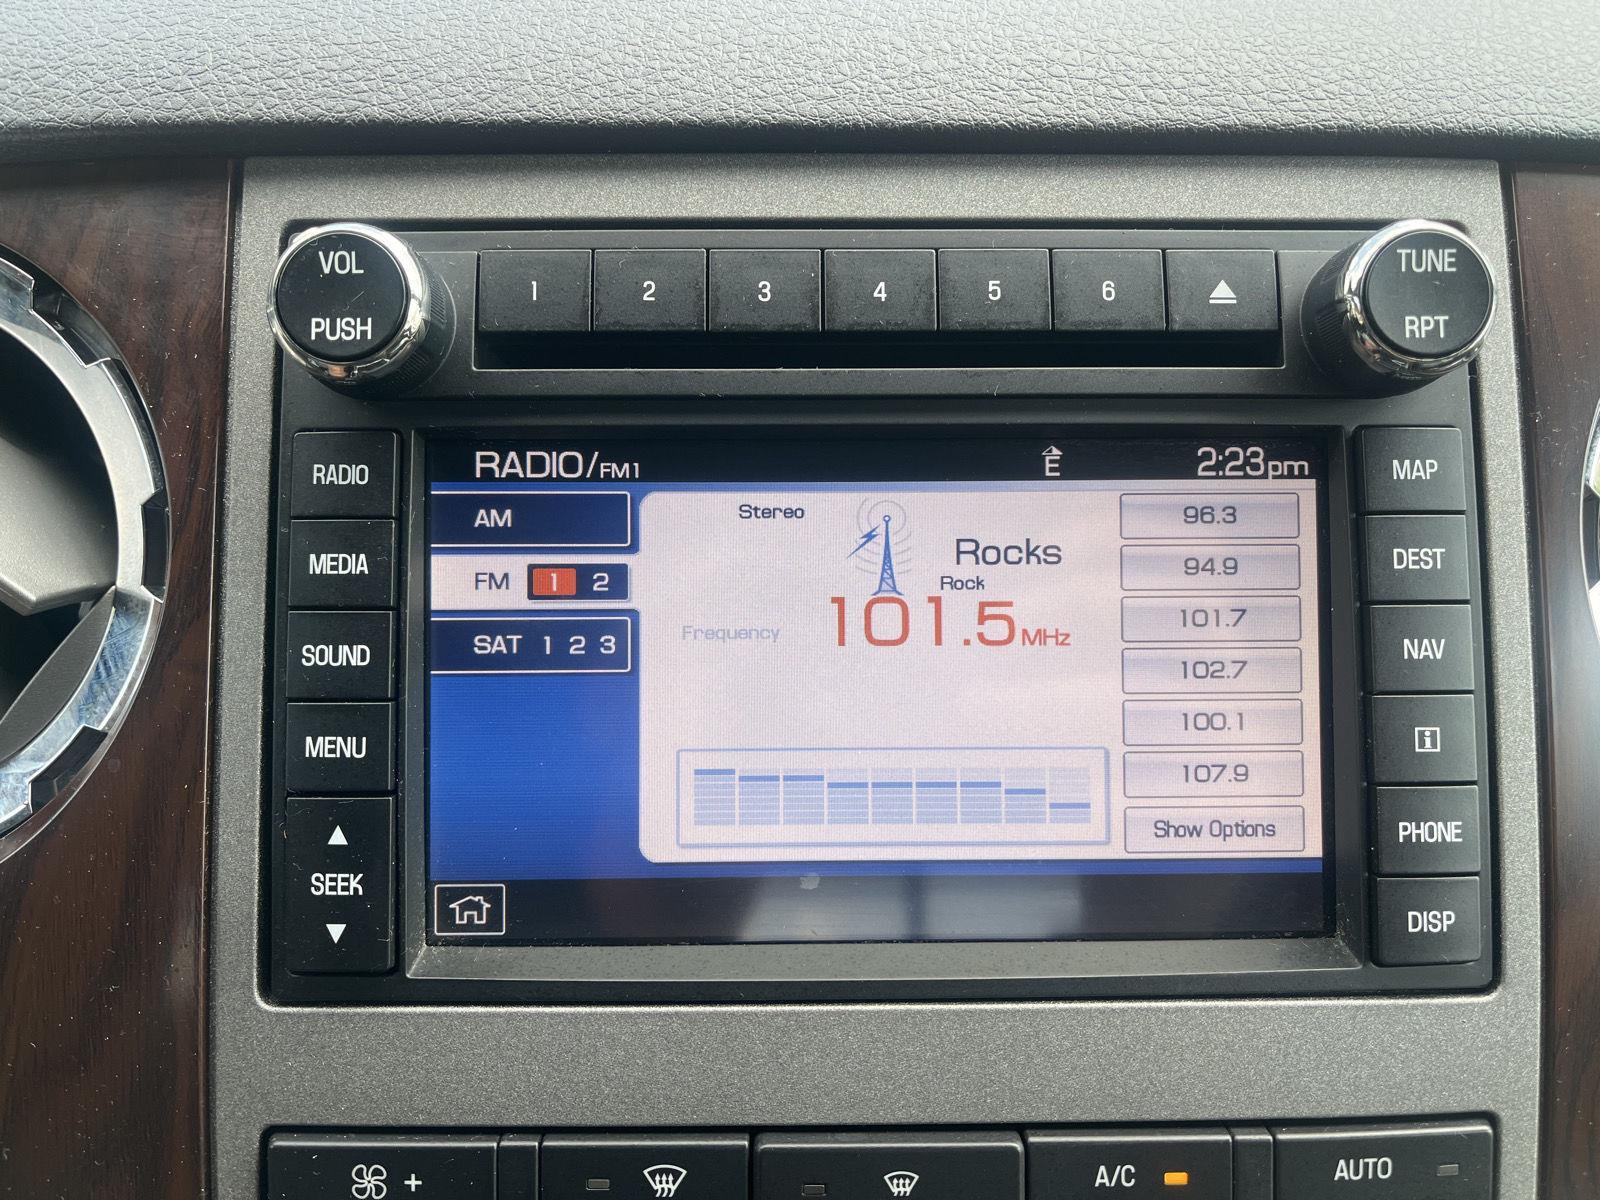 VOL
PUSH
1 2 3 4 5 6
TUNE
RPT
RADIO
MEDIA
SOUND
MENU
SEEK
RADIO/FM1
E
2:23pm
AM
FM 1 2
SAT 1 2 3
Stereo
Rocks
Rock
Frequency
101.5 MHz
96.3
94.9
101.7
102.7
100.1
107.9
Show Options
MAP
DEST
NAV
i
PHONE
DISP
+
A/C
AUTO